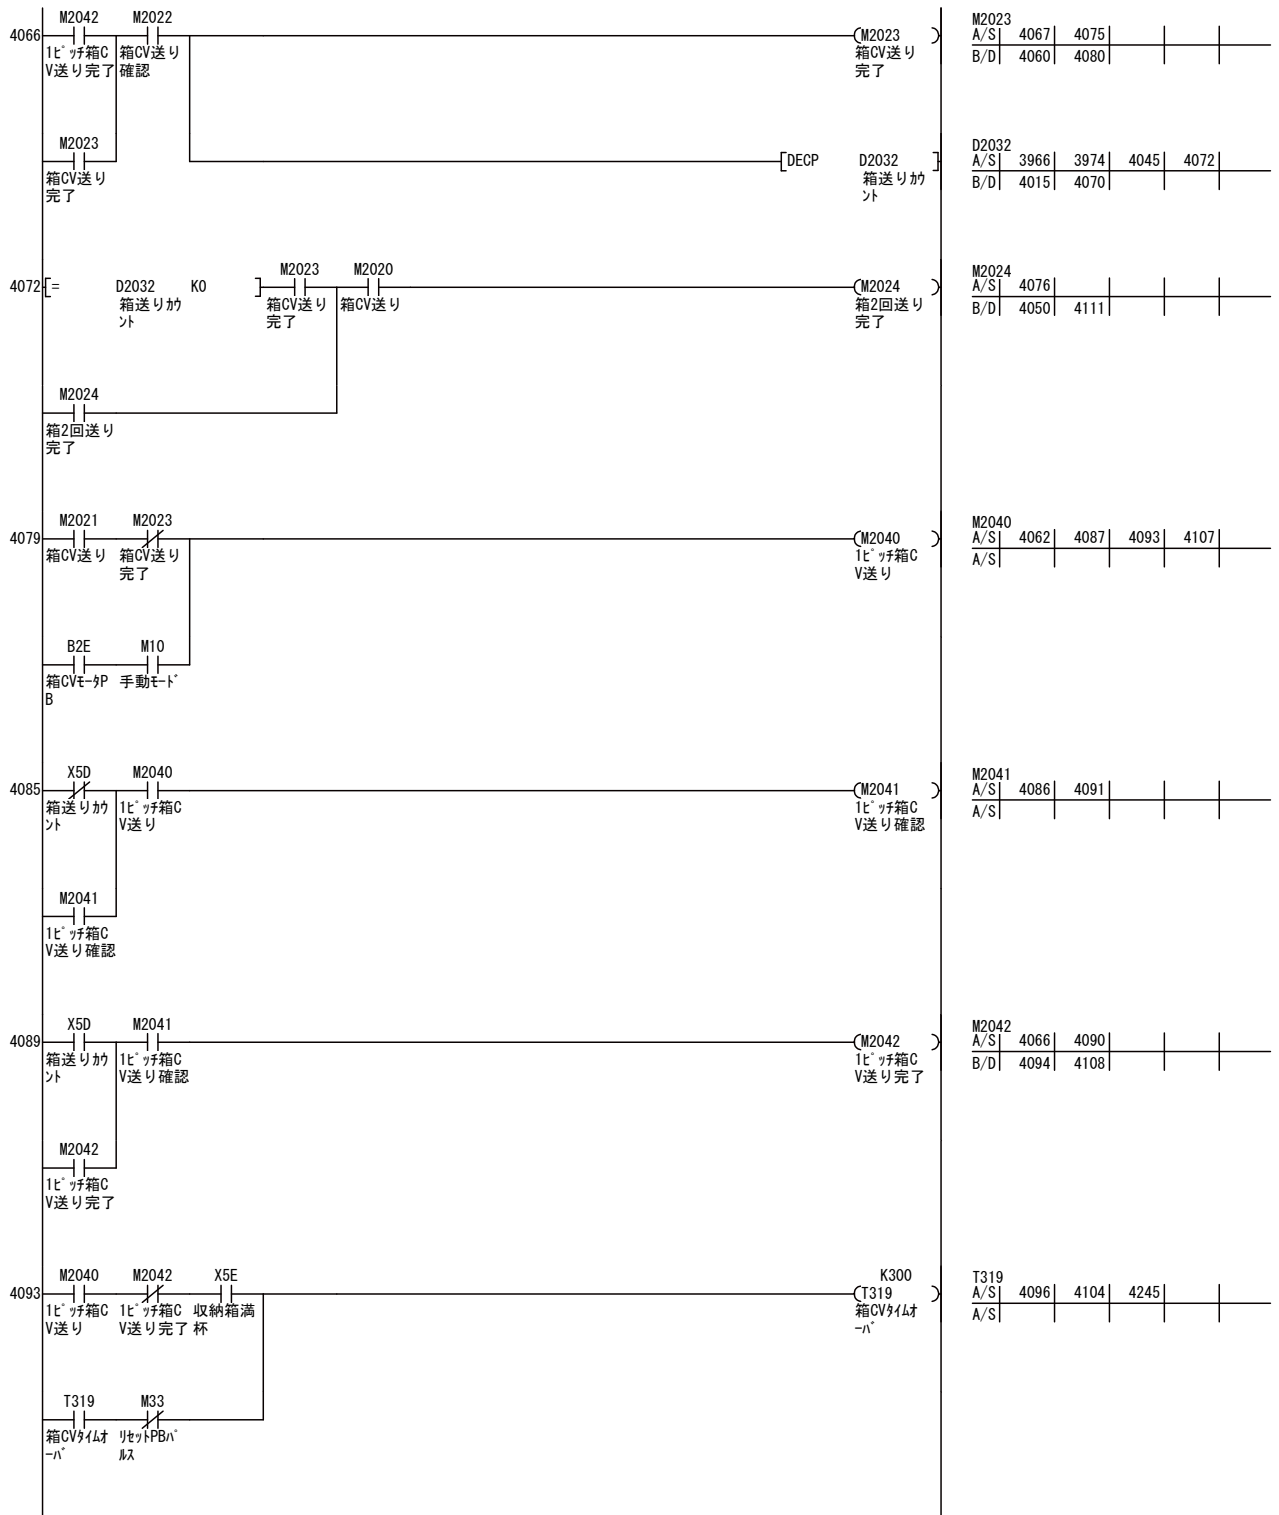 M2042 M2022
4066 (M2023 )
1ﾋﾟｯﾁ箱C 箱CV送り 箱CV送り
V送り完了 確認 完了
M2023
A/S 4067 4075
B/D 4060 4080
M2023
[DECP D2032 ]
箱CV送り 箱送りｶｳ
完了 ﾝﾄ
D2032
A/S 3966 3974 4045 4072
B/D 4015 4070
M2023 M2020
4072 [= D2032 K0 ] (M2024 )
箱送りｶｳ 箱CV送り 箱CV送り 箱2回送り
ﾝﾄ 完了 完了
M2024
A/S 4076
B/D 4050 4111
M2024
箱2回送り
完了
M2021 M2023
4079 (M2040 )
箱CV送り 箱CV送り 1ﾋﾟｯﾁ箱C
完了 V送り
M2040
A/S 4062 4087 4093 4107
A/S
B2E M10
箱CVﾓｰﾀP 手動ﾓｰﾄﾞ
B
X5D M2040
4085 (M2041 )
箱送りｶｳ 1ﾋﾟｯﾁ箱C 1ﾋﾟｯﾁ箱C
ﾝﾄ V送り V送り確認
M2041
A/S 4086 4091
A/S
M2041
1ﾋﾟｯﾁ箱C
V送り確認
X5D M2041
4089 (M2042 )
箱送りｶｳ 1ﾋﾟｯﾁ箱C 1ﾋﾟｯﾁ箱C
ﾝﾄ V送り確認 V送り完了
M2042
A/S 4066 4090
B/D 4094 4108
M2042
1ﾋﾟｯﾁ箱C
V送り完了
M2040 M2042 X5E K300
4093 (T319 )
1ﾋﾟｯﾁ箱C 1ﾋﾟｯﾁ箱C 収納箱満 箱CVﾀｲﾑｵ
V送り V送り完了 杯 ｰﾊﾞ
T319
A/S 4096 4104 4245
A/S
T319 M33
箱CVﾀｲﾑｵ ﾘｾｯﾄPBﾊﾟ
ｰﾊﾞ ﾙｽ